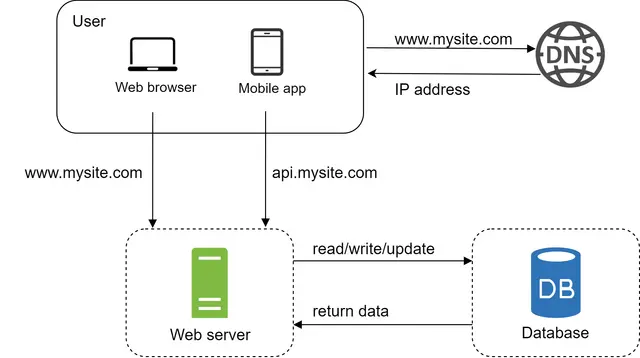 User
www.mysite.com
DNS
Web browser
Mobile app
IP address
www.mysite.com
api.mysite.com
read/write/update
DB
return data
Web server
Database